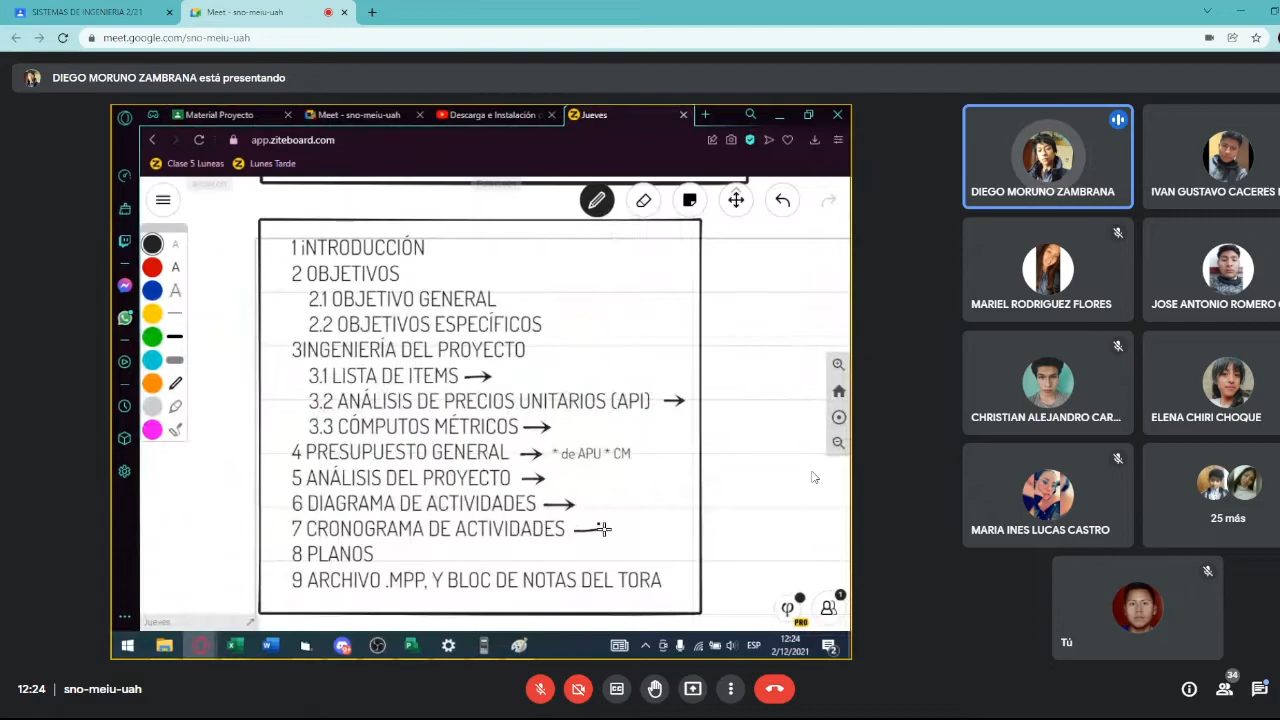 SISTEMAS DE INGENIERIA 2/21
Meet - sno-meiu-uah
meet.google.com/sno-meiu-uah
DIEGO MORUNO ZAMBRANA está presentando
Material Proyecto
Meet - sno-meiu-uah
Descarga e Instalación
Jueves
app.ziteboard.com
Clase 5 Luneas
Lunes Tarde
1 iNTRODUCCIÓN
2 OBJETIVOS
2.1 OBJETIVO GENERAL
2.2 OBJETIVOS ESPECÍFICOS
3INGENIERÍA DEL PROYECTO
3.1 LISTA DE ITEMS
3.2 ANÁLISIS DE PRECIOS UNITARIOS (API)
3.3 CÓMPUTOS MÉTRICOS
4 PRESUPUESTO GENERAL
* de APU * CM
5 ANÁLISIS DEL PROYECTO
6 DIAGRAMA DE ACTIVIDADES
7 CRONOGRAMA DE ACTIVIDADES
8 PLANOS
9 ARCHIVO .MPP, Y BLOC DE NOTAS DEL TORA
A
A
A
φ
PRO
1
Jueves
ESP
12:24
2/12/2021
2
DIEGO MORUNO ZAMBRANA
IVAN GUSTAVO CACERES
MARIEL RODRIGUEZ FLORES
JOSE ANTONIO ROMERO
CHRISTIAN ALEJANDRO CAR...
ELENA CHIRI CHOQUE
MARIA INES LUCAS CASTRO
25 más
Tú
12:24 | sno-meiu-uah
34